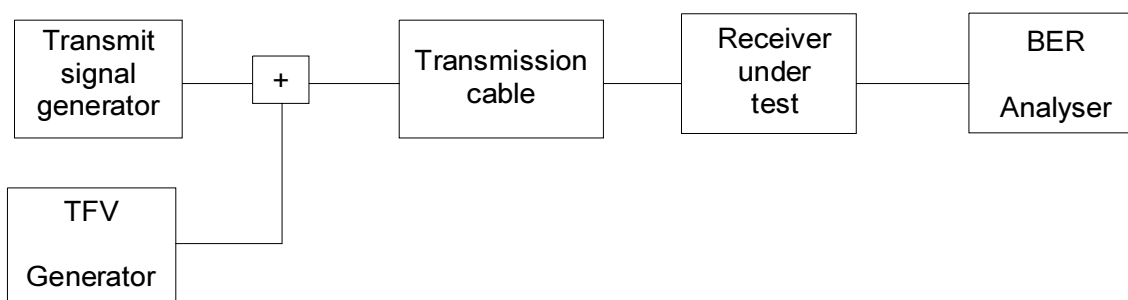 Transmit
signal
generator
+
Transmission
cable
Receiver
under
test
BER
Analyser
TFV
Generator